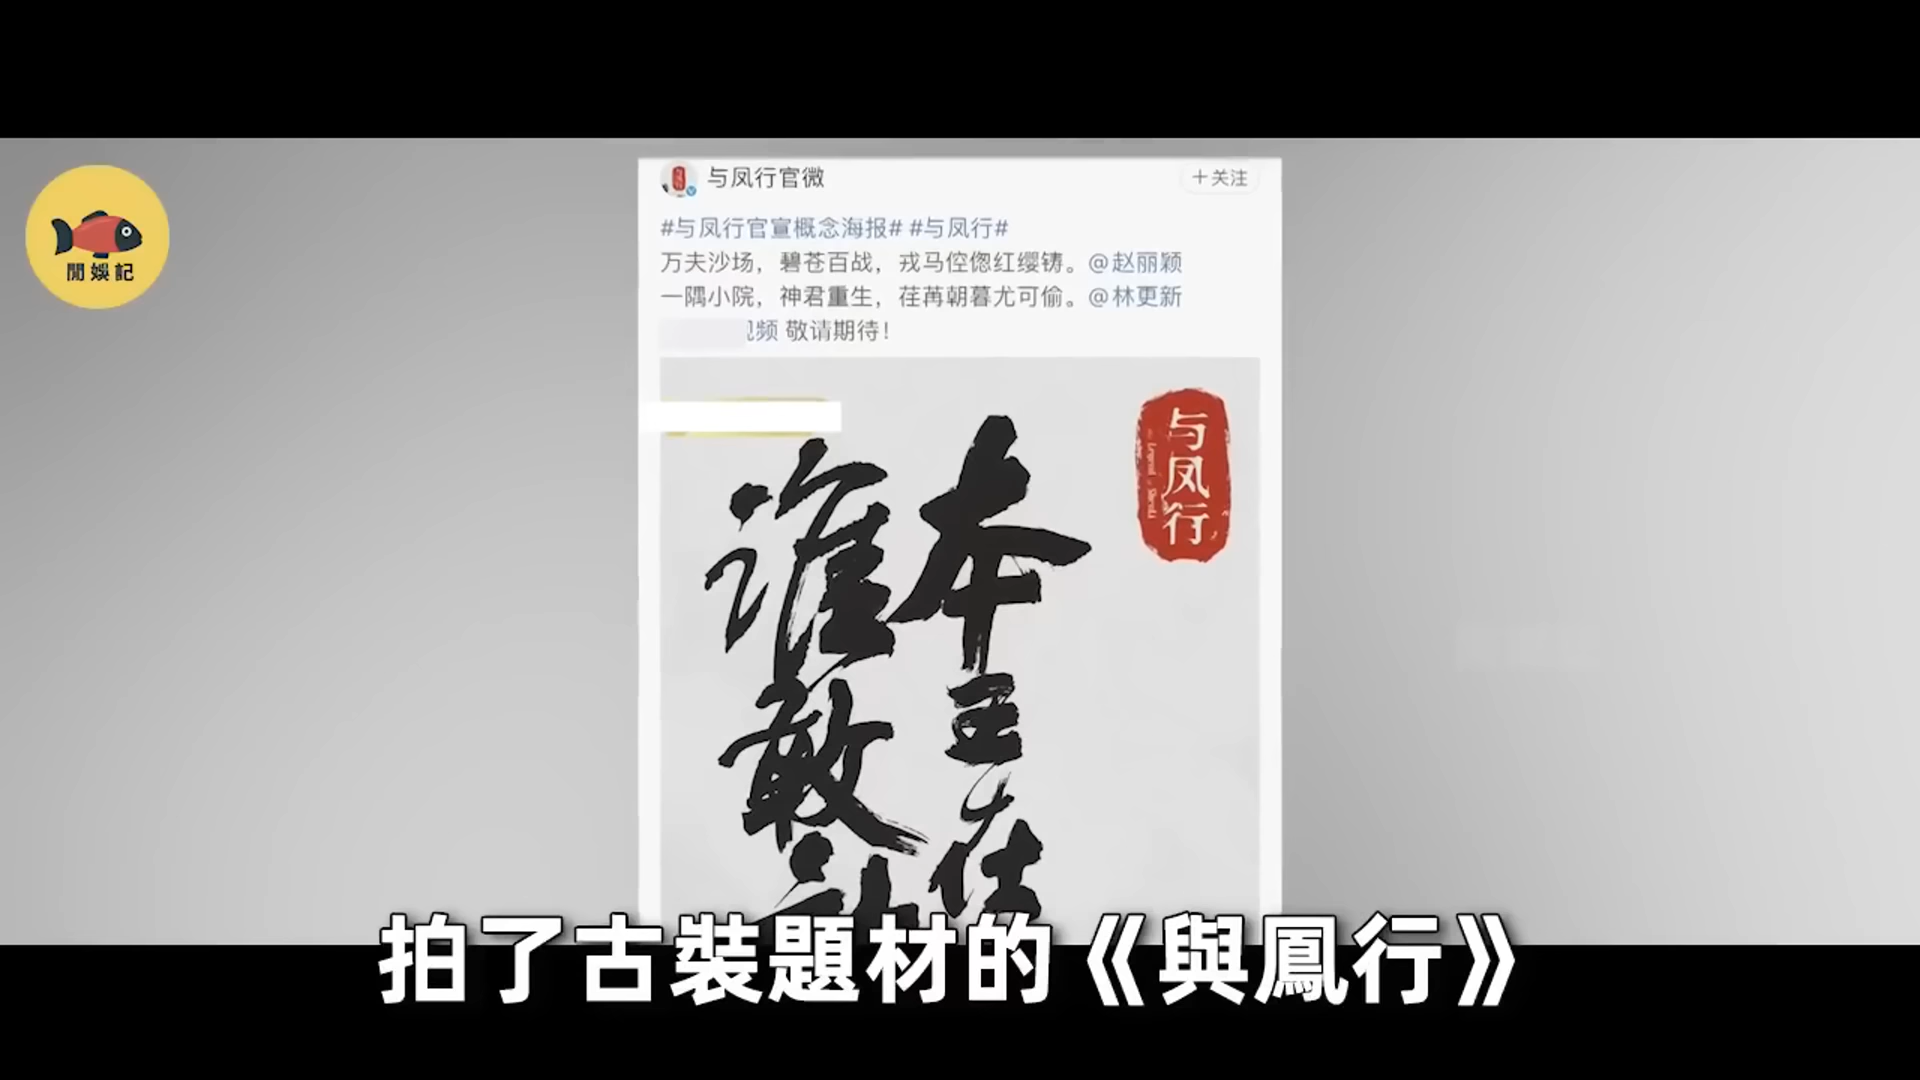 閒娛記
与凤行官微
+关注
#与凤行官宣概念海报# #与凤行#
万夫沙场，碧苍百战，戎马倥偬红缨铸。@赵丽颖
一隅小院，神君重生，荏苒朝暮尤可偷。@林更新
视频 敬请期待！
与凤行
本王在
谁敢动
拍了古裝題材的《與鳳行》